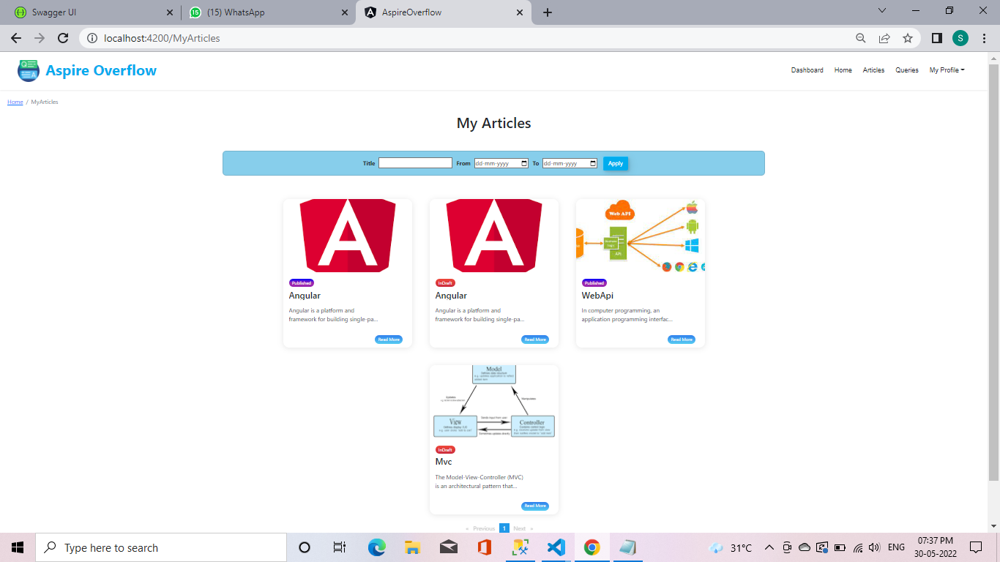 Swagger UI
(15) WhatsApp
AspireOverflow
localhost:4200/MyArticles
S
Aspire Overflow
Dashboard Home Articles Queries My Profile
Home / MyArticles
My Articles
Title From dd-mm-yyyy To dd-mm-yyyy Apply
Published
Angular
Angular is a platform and
framework for building single-pa...
Read More
InDraft
Angular
Angular is a platform and
framework for building single-pa...
Read More
Web API
API
Published
WebApi
In computer programming, an
application programming interfac...
Read More
Model
View
Controller
InDraft
Mvc
The Model-View-Controller (MVC)
is an architectural pattern that...
Read More
« Previous 1 Next »
Type here to search
31°C
ENG
07:37 PM
30-05-2022